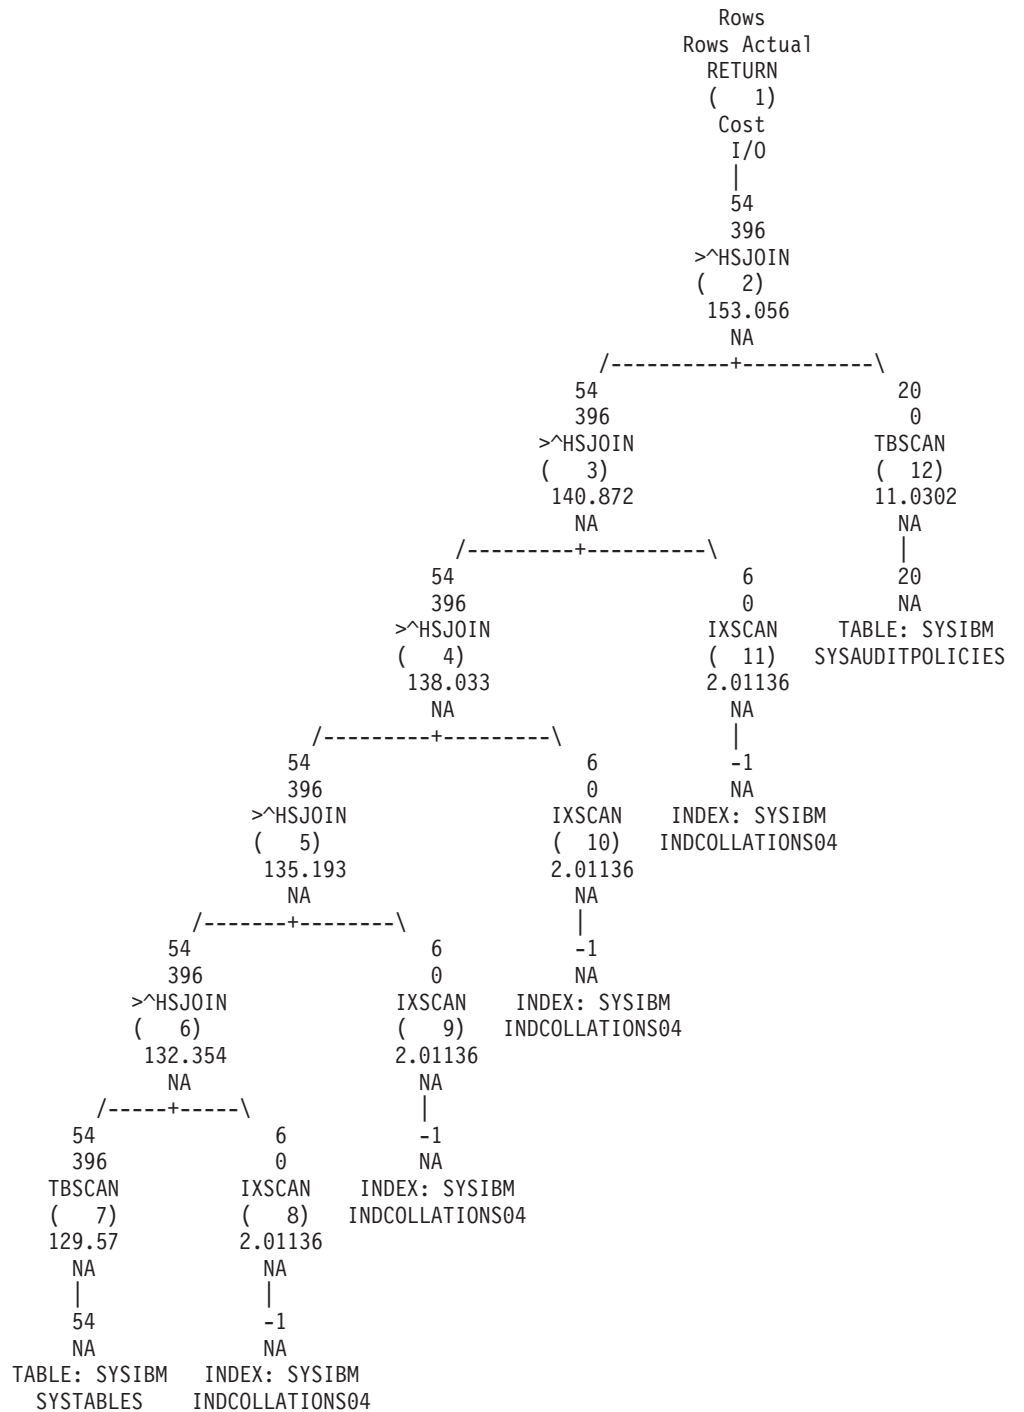 Rows
Rows Actual
RETURN
(   1)
Cost
I/O
|
54
396
>^HSJOIN
(   2)
153.056
NA
/----------+-----------\
54 20
396 0
>^HSJOIN TBSCAN
(   3) (  12)
140.872 11.0302
NA NA
/---------+----------\ |
54 6 20
396 0 NA
>^HSJOIN IXSCAN TABLE: SYSIBM
(   4) (  11) SYSAUDITPOLICIES
138.033 2.01136
NA NA
/---------+---------\ |
54 6 -1
396 0 NA
>^HSJOIN IXSCAN INDEX: SYSIBM
(   5) (  10) INDCOLLATIONS04
135.193 2.01136
NA NA
/-------+--------\ |
54 6 -1
396 0 NA
>^HSJOIN IXSCAN INDEX: SYSIBM
(   6) (   9) INDCOLLATIONS04
132.354 2.01136
NA NA
/-----+-----\ |
54 6 -1
396 0 NA
TBSCAN IXSCAN INDEX: SYSIBM
(   7) (   8) INDCOLLATIONS04
129.57 2.01136
NA NA
| |
54 -1
NA NA
TABLE: SYSIBM INDEX: SYSIBM
SYSTABLES INDCOLLATIONS04